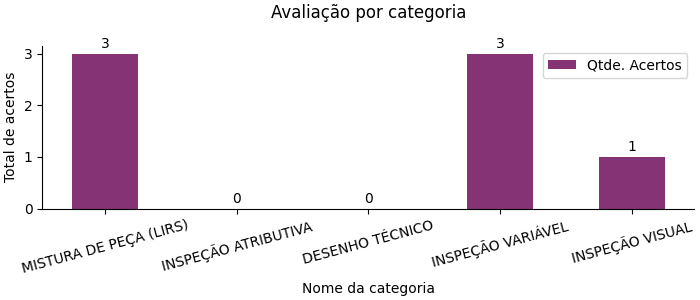 Avaliação por categoria
3
0
0
3
1
Qtde. Acertos
Total de acertos
3
2
1
0
MISTURA DE PEÇA (LIRS)
INSPEÇÃO ATRIBUTIVA
DESENHO TÉCNICO
INSPEÇÃO VARIÁVEL
INSPEÇÃO VISUAL
Nome da categoria